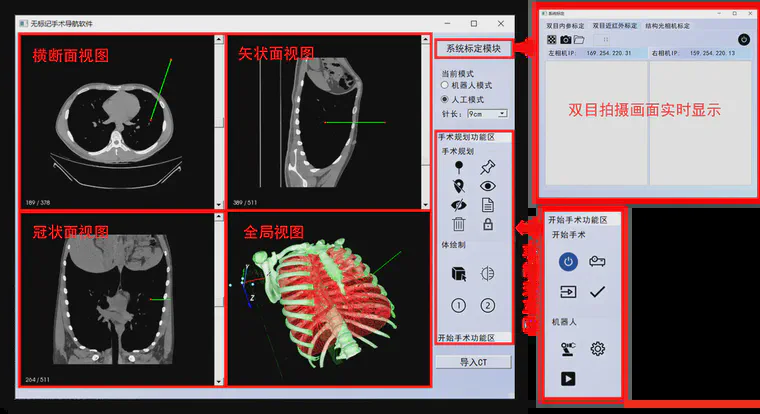 无标记手术导航软件
横断面视图
189 / 378
矢状面视图
389 / 511
冠状面视图
264 / 511
全局视图
Y
Z
系统标定模块
当前模式
机器人模式
人工模式
针长：
9cm
手术规划功能区
手术规划
体绘制
1
2
开始手术功能区
导入CT
双目内参标定
双目近红外标定
结构光相机标定
左相机IP: 169.254.220.31
右相机IP: 159.254.220.13
双目拍摄画面实时显示
开始手术功能区
开始手术
机器人